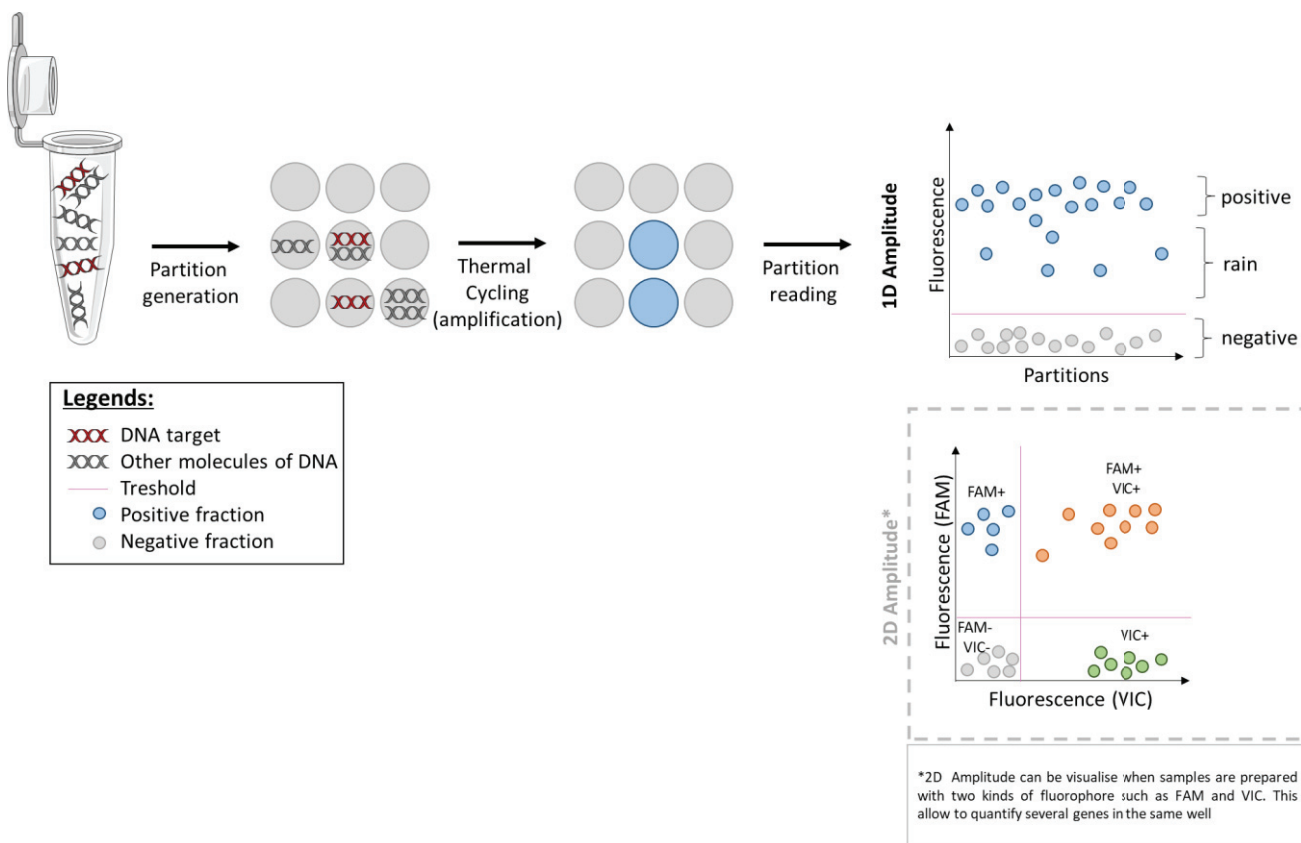 Partition
generation
Thermal
Cycling
(amplification)
Partition
reading
1D Amplitude
Fluorescence
positive
rain
negative
Partitions
Legends:
DNA target
Other molecules of DNA
Treshold
Positive fraction
Negative fraction
2D Amplitude*
Fluorescence (FAM)
FAM+
FAM+
VIC+
FAM-
VIC-
VIC+
Fluorescence (VIC)
*2D Amplitude can be visualise when samples are prepared
with two kinds of fluorophore such as FAM and VIC. This
allow to quantify several genes in the same well